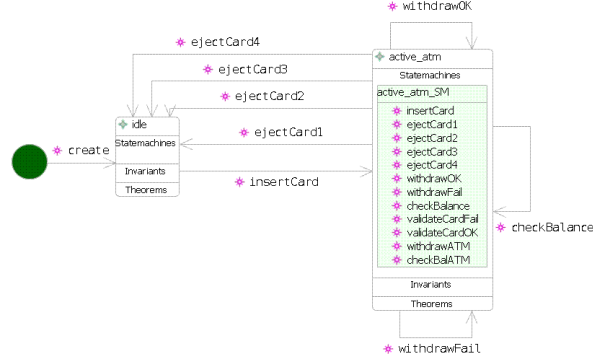 withdrawOK
ejectCard4
active_atm
ejectCard3
Statemachines
active_atm_SM
ejectCard2
insertCard
idle
ejectCard1
ejectCard1
ejectCard2
Statemachines
create
ejectCard3
ejectCard4
Invariants
insertCard
withdrawOK
Theorems
withdrawFail
checkBalance
validateCardFail
checkBalance
validateCardOK
withdrawATM
checkBalATM
Invariants
Theorems
withdrawFail